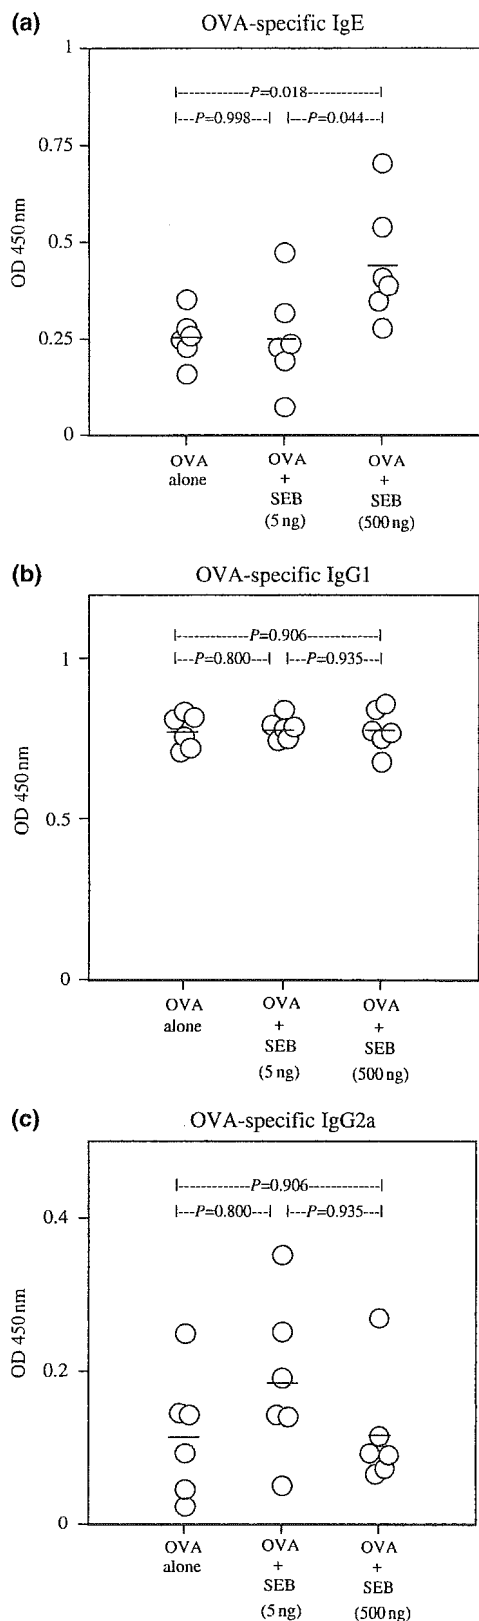 (a)
OVA-specific IgE
1
P=0.018
P=0.998 P=0.044
0.75
0.5
OD 450 nm
0.25
0
OVA alone
OVA + SEB (5 ng)
OVA + SEB (500 ng)
(b)
OVA-specific IgG1
P=0.906
1
P=0.800 P=0.935
OD 450 nm
0.5
0
OVA alone
OVA + SEB (5 ng)
OVA + SEB (500 ng)
(c)
OVA-specific IgG2a
P=0.906
0.4
P=0.800 P=0.935
OD 450 nm
0.2
0
OVA alone
OVA + SEB (5 ng)
OVA + SEB (500 ng)